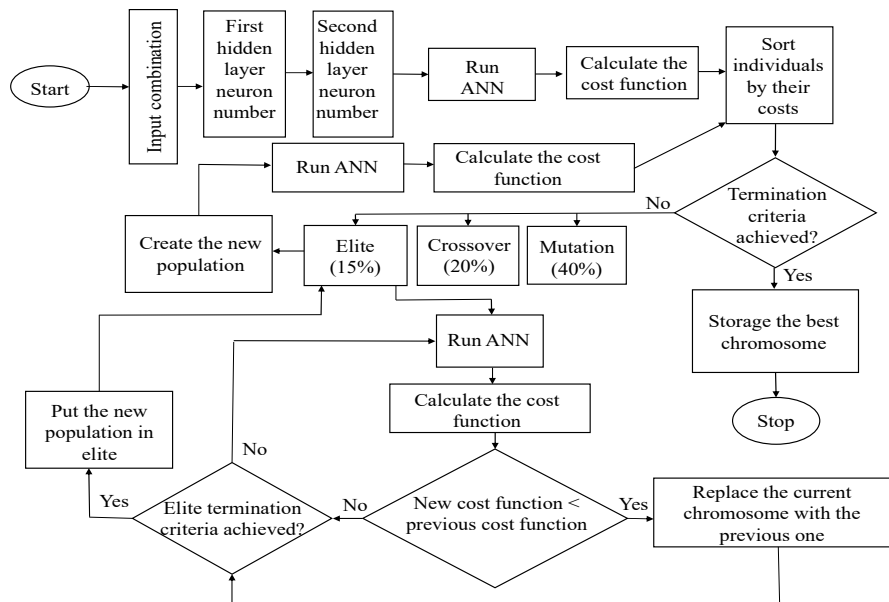 Start
Input combination
First
hidden
layer
neuron
number
Second
hidden
layer
neuron
number
Run
ANN
Calculate the
cost function
Sort
individuals
by their
costs
Run ANN
Calculate the cost
function
Termination
criteria
achieved?
No
Yes
Create the new
population
Elite
(15%)
Crossover
(20%)
Mutation
(40%)
Storage the best
chromosome
Stop
Run ANN
Calculate the cost
function
Put the new
population in
elite
No
Yes
Elite termination
criteria achieved?
No
New cost function <
previous cost function
Yes
Replace the current
chromosome with the
previous one